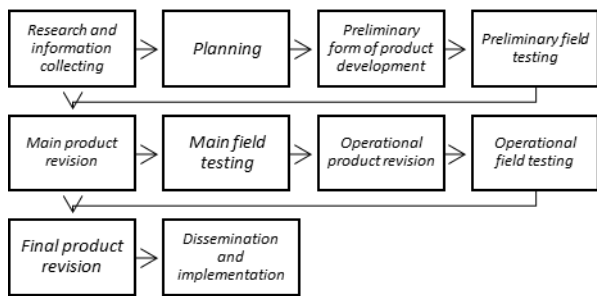 Research and
information
collecting
Planning
Preliminary
form of product
development
Preliminary field
testing
Main product
revision
Main field
testing
Operational
product revision
Operational
field testing
Final product
revision
Dissemination
and
implementation